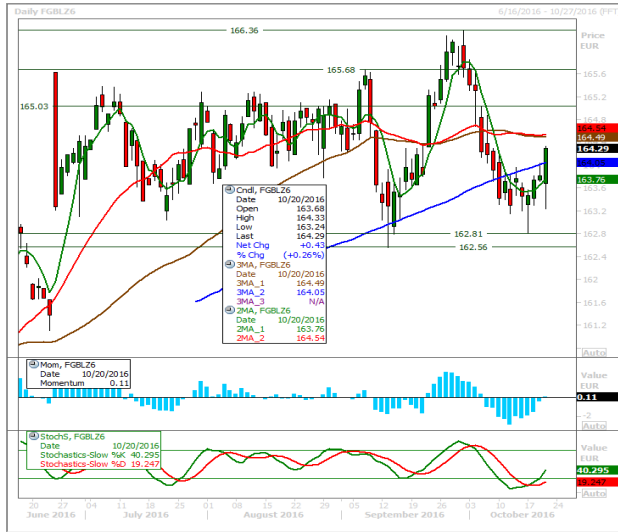 Daily FGBLZ6
6/16/2016 - 10/27/2016 (FFT)
Price
EUR
166.36
165.68
165.6
165.03
164.8
164.54
164.49
164.29
163.76
163.6
162.81
162.8
162.56
162.4
162
161.6
161.2
Auto
Cndl, FGBLZ6
Date 10/20/2016
Open 163.68
High 164.33
Low 163.24
Last 164.29
Net Chg +0.43
% Chg (+0.26%)
3MA, FGBLZ6
Date 10/20/2016
3MA_1 164.49
3MA_2 164.05
3MA_3 N/A
2MA, FGBLZ6
Date 10/20/2016
2MA_1 163.76
2MA_2 164.54
Mom, FGBLZ6
Date 10/20/2016
Momentum 0.11
Value
EUR
0.11
-2
Auto
StochS, FGBLZ6
Date 10/20/2016
Stochastics-Slow %K 40.295
Stochastics-Slow %D 19.247
Value
EUR
40.295
19.247
Auto
20 27 04 11 18 25 01 08 15 22 29 05 12 19 26 03 10 17 24
June 2016 July 2016 August 2016 September 2016 October 2016